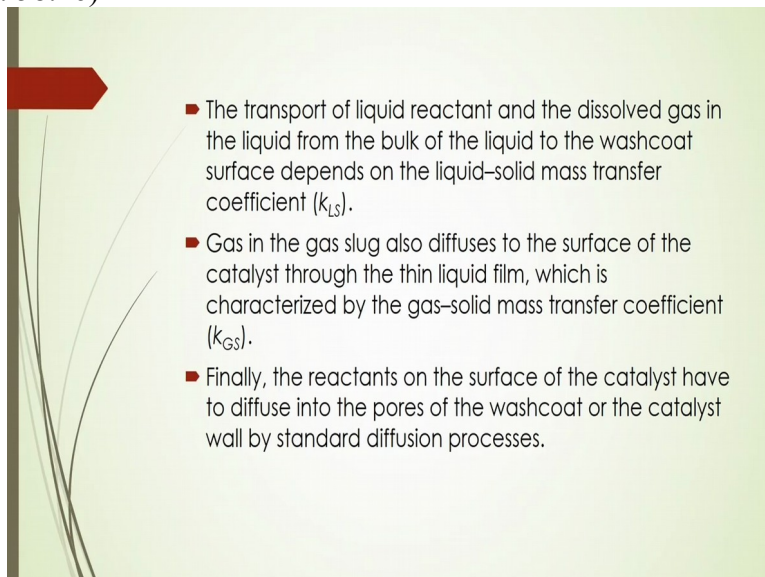 The transport of liquid reactant and the dissolved gas in
the liquid from the bulk of the liquid to the washcoat
surface depends on the liquid–solid mass transfer
coefficient (kLS).
Gas in the gas slug also diffuses to the surface of the
catalyst through the thin liquid film, which is
characterized by the gas–solid mass transfer coefficient
(kGS).
Finally, the reactants on the surface of the catalyst have
to diffuse into the pores of the washcoat or the catalyst
wall by standard diffusion processes.